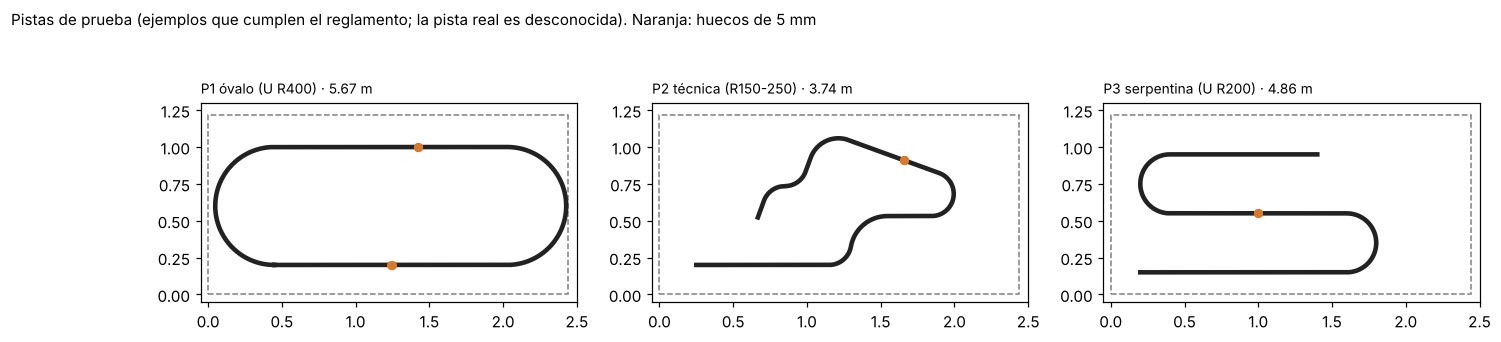 Pistas de prueba (ejemplos que cumplen el reglamento; la pista real es desconocida). Naranja: huecos de 5 mm
P1 óvalo (U R400) · 5.67 m
1.25
1.00
0.75
0.50
0.25
0.00
0.0 0.5 1.0 1.5 2.0 2.5
P2 técnica (R150-250) · 3.74 m
1.25
1.00
0.75
0.50
0.25
0.00
0.0 0.5 1.0 1.5 2.0 2.5
P3 serpentina (U R200) · 4.86 m
1.25
1.00
0.75
0.50
0.25
0.00
0.0 0.5 1.0 1.5 2.0 2.5